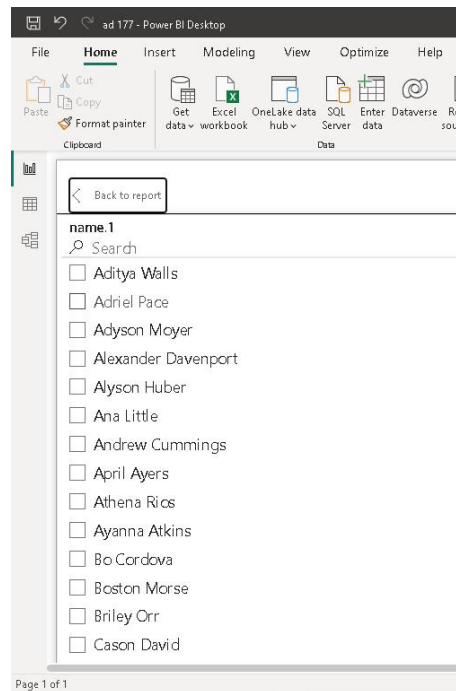 ad 177 - Power BI Desktop
File Home Insert Modeling View Optimize Help
Paste
Cut
Copy
Format painter
Clipboard
Get data
Excel workbook
OneLake data hub
SQL Server
Enter data
Dataverse
Data
Back to report
name.1
Search
Aditya Walls
Adriel Pace
Adyson Moyer
Alexander Davenport
Alyson Huber
Ana Little
Andrew Cummings
April Ayers
Athena Rios
Ayanna Atkins
Bo Cordova
Boston Morse
Briley Orr
Cason David
Page 1 of 1